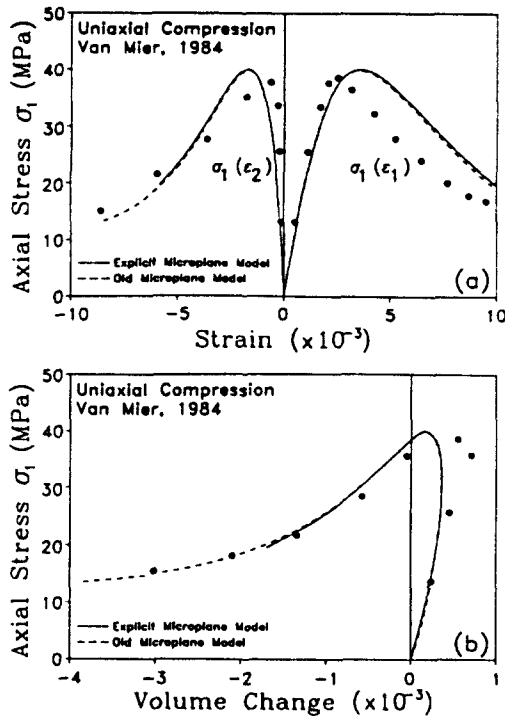 Uniaxial Compression
Van Mier, 1984
50
40
30
20
10
0
Axial Stress σ₁ (MPa)
σ₁(ε₂)
σ₁(ε₁)
Explicit Microplane Model
Old Microplane Model
(a)
-10
-5
0
5
10
Strain (×10⁻³)
Uniaxial Compression
Van Mier, 1984
50
40
30
20
10
0
Axial Stress σ₁ (MPa)
Explicit Microplane Model
Old Microplane Model
(b)
-4
-3
-2
-1
0
1
Volume Change (×10⁻³)